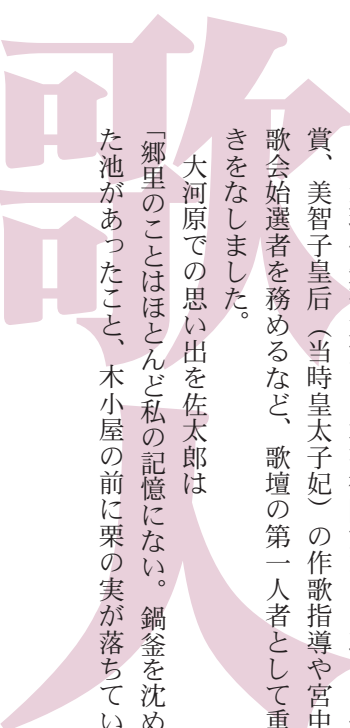 歌人
賞、美智子皇后（当時皇太子妃）の作歌指導や宮中
歌会始選者を務めるなど、歌壇の第一人者として重
きをなしました。
大河原での思い出を佐太郎は
「郷里のことはほとんど私の記憶にない。鍋釜を沈め
た池があったこと、木小屋の前に栗の実が落ちてい